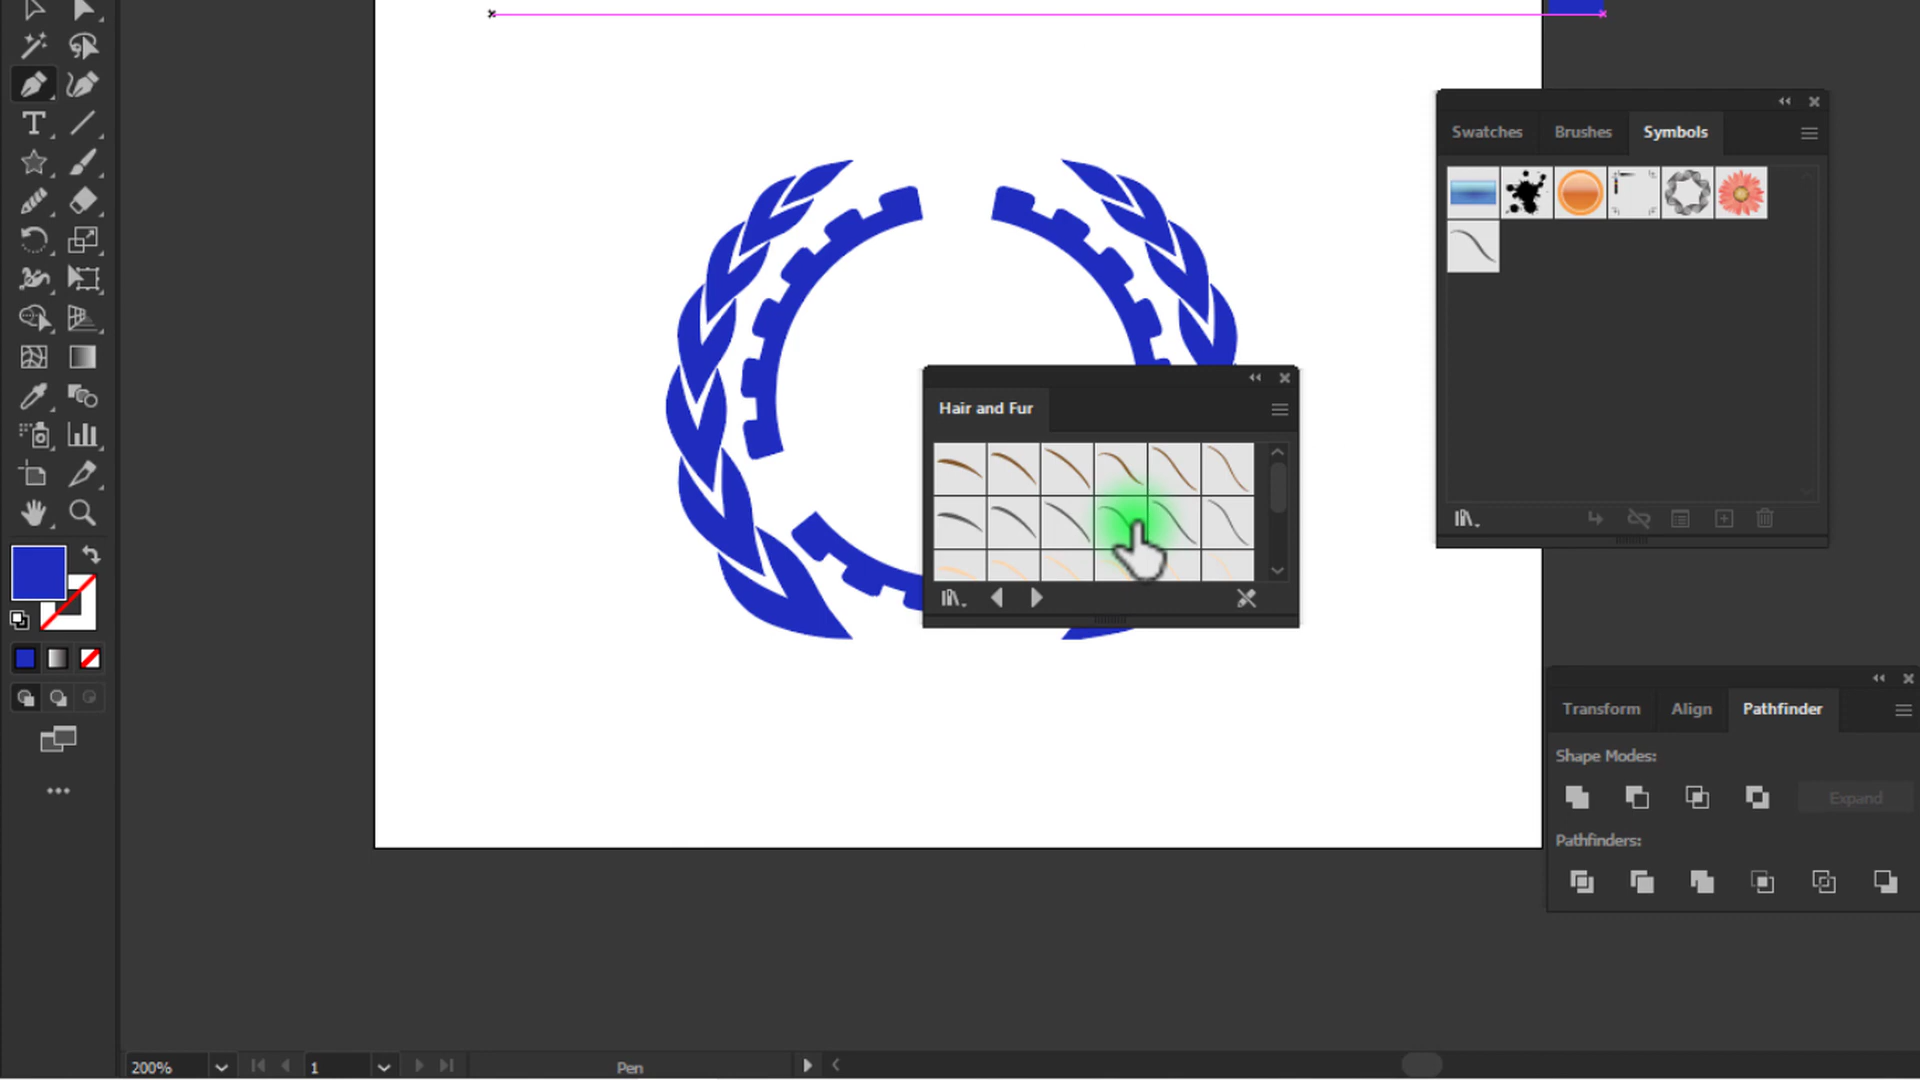 Swatches Brushes Symbols
Hair and Fur
Transform Align Pathfinder
Shape Modes:
Expand
Pathfinders:
200% 1 Pen